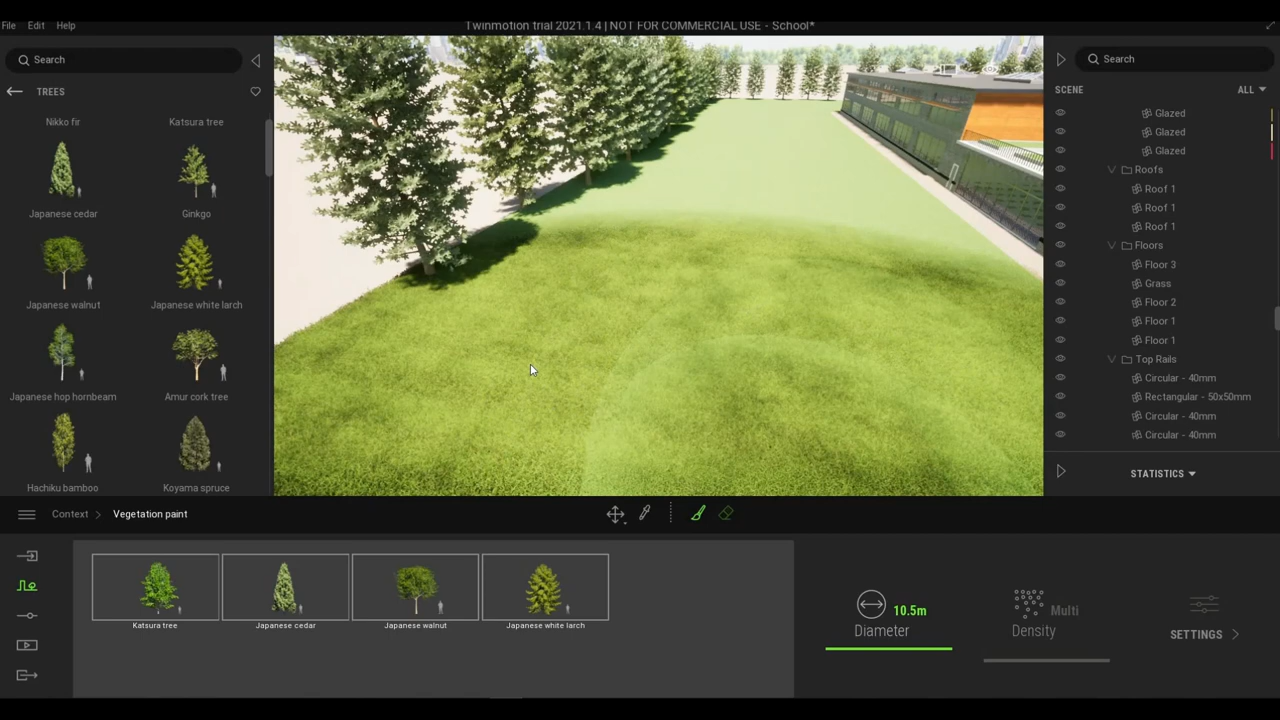 File Edit Help
Twinmotion trial 2021.1.4 | NOT FOR COMMERCIAL USE - School*
Search
TREES
Nikko fir Katsura tree
Japanese cedar Ginkgo
Japanese walnut Japanese white larch
Japanese hop hornbeam Amur cork tree
Hachiku bamboo Koyama spruce
Search
SCENE ALL
Glazed
Glazed
Glazed
Roofs
Roof 1
Roof 1
Roof 1
Floors
Floor 3
Grass
Floor 2
Floor 1
Floor 1
Top Rails
Circular - 40mm
Rectangular - 50x50mm
Circular - 40mm
Circular - 40mm
STATISTICS
Context > Vegetation paint
Katsura tree Japanese cedar Japanese walnut Japanese white larch
10.5m
Diameter
Multi
Density
SETTINGS